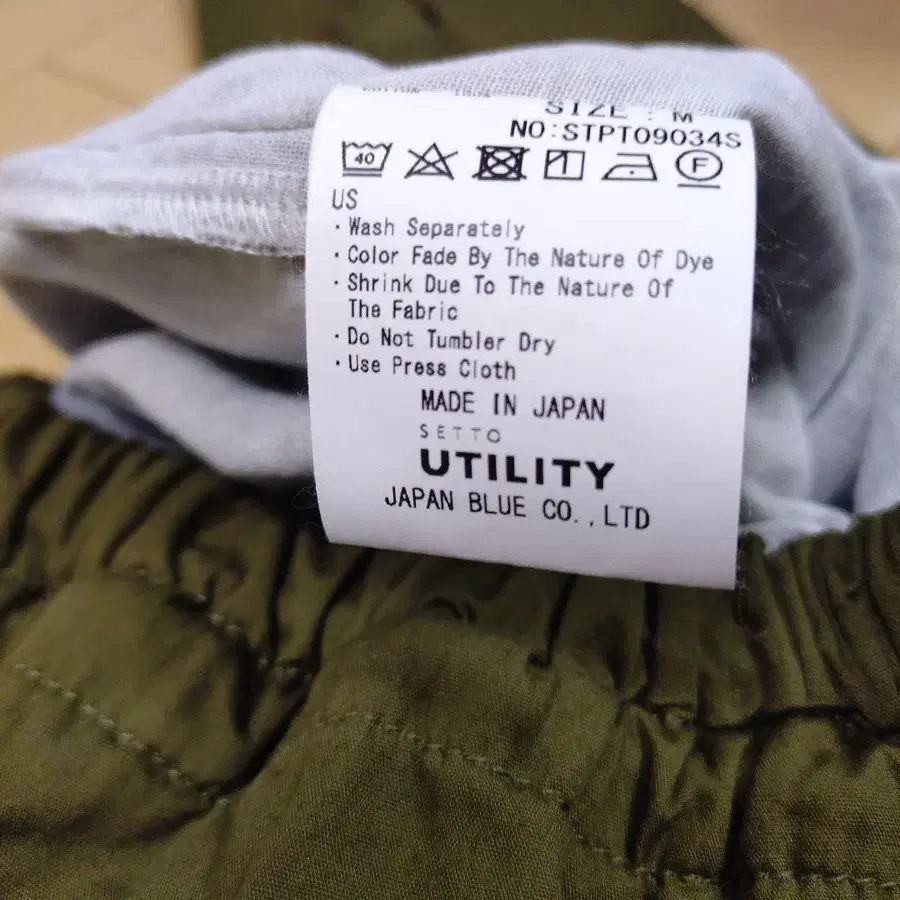 SIZE : M
NO:STPT09034S
40 F
US
· Wash Separately
· Color Fade By The Nature Of Dye
· Shrink Due To The Nature Of
The Fabric
· Do Not Tumbler Dry
· Use Press Cloth
MADE IN JAPAN
SETTO
UTILITY
JAPAN BLUE CO.,LTD